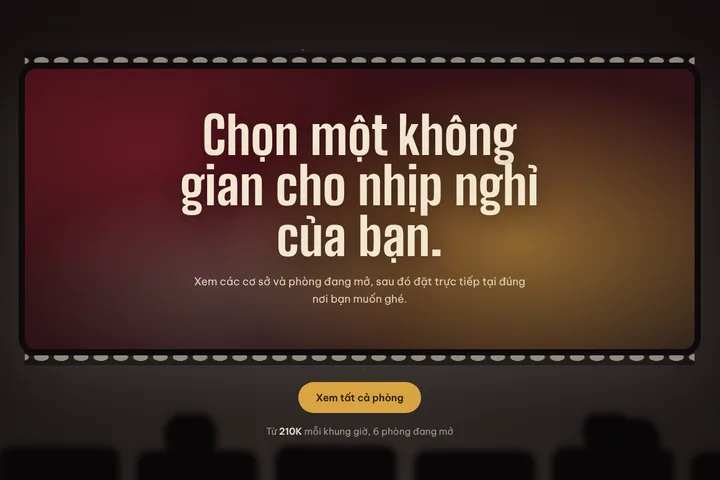 Chọn một không
gian cho nhịp nghỉ
của bạn.
Xem các cơ sở và phòng đang mở, sau đó đặt trực tiếp tại đúng
nơi bạn muốn ghé.
Xem tất cả phòng
Từ 210K mỗi khung giờ, 6 phòng đang mở